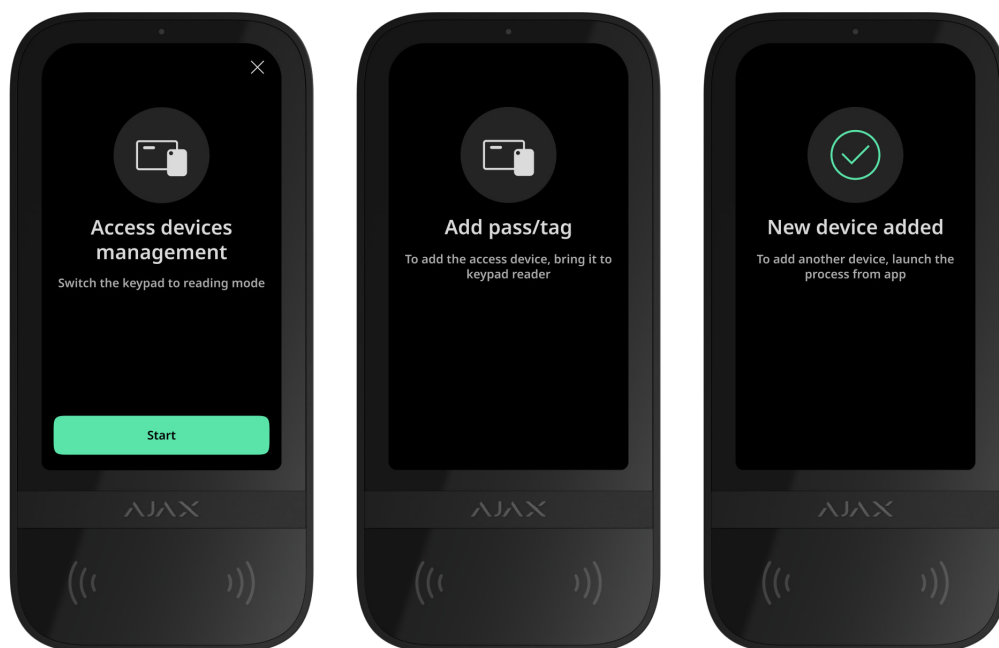 Access devices
management
Switch the keypad to reading mode
Start
AJAX
Add pass/tag
To add the access device, bring it to
keypad reader
AJAX
New device added
To add another device, launch the
process from app
AJAX